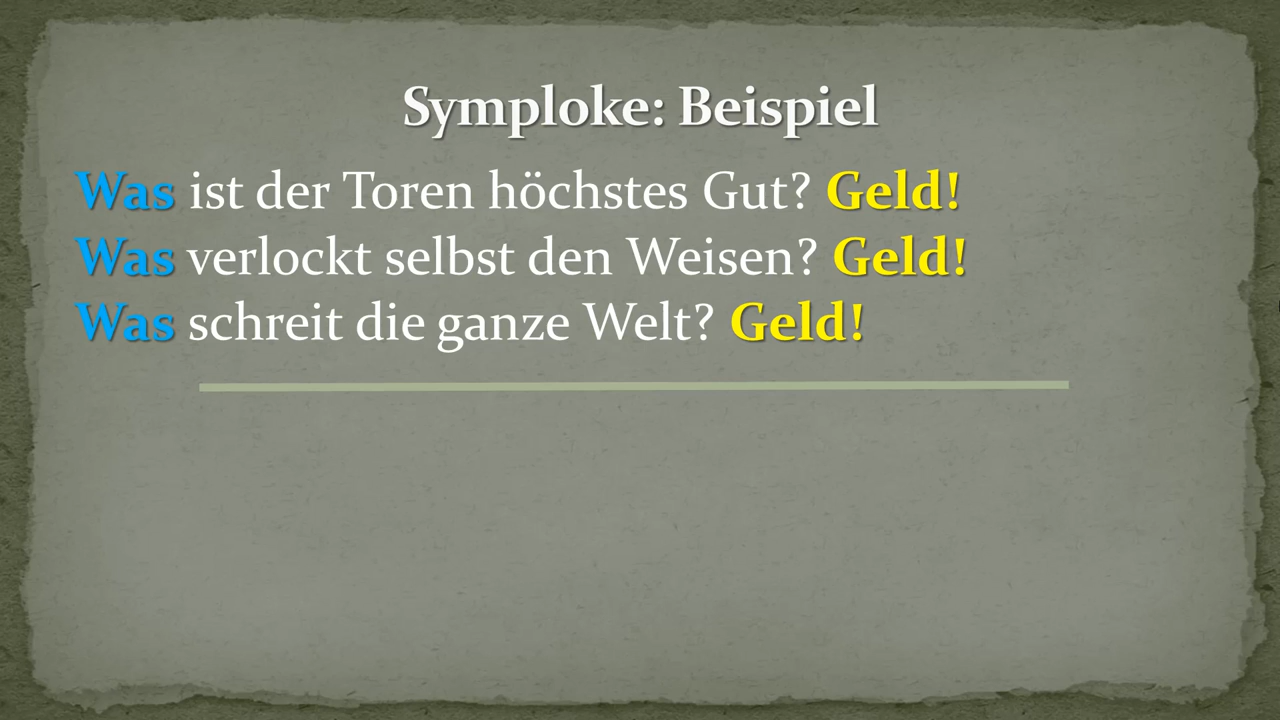 Symploke: Beispiel
Was ist der Toren höchstes Gut? Geld!
Was verlockt selbst den Weisen? Geld!
Was schreit die ganze Welt? Geld!